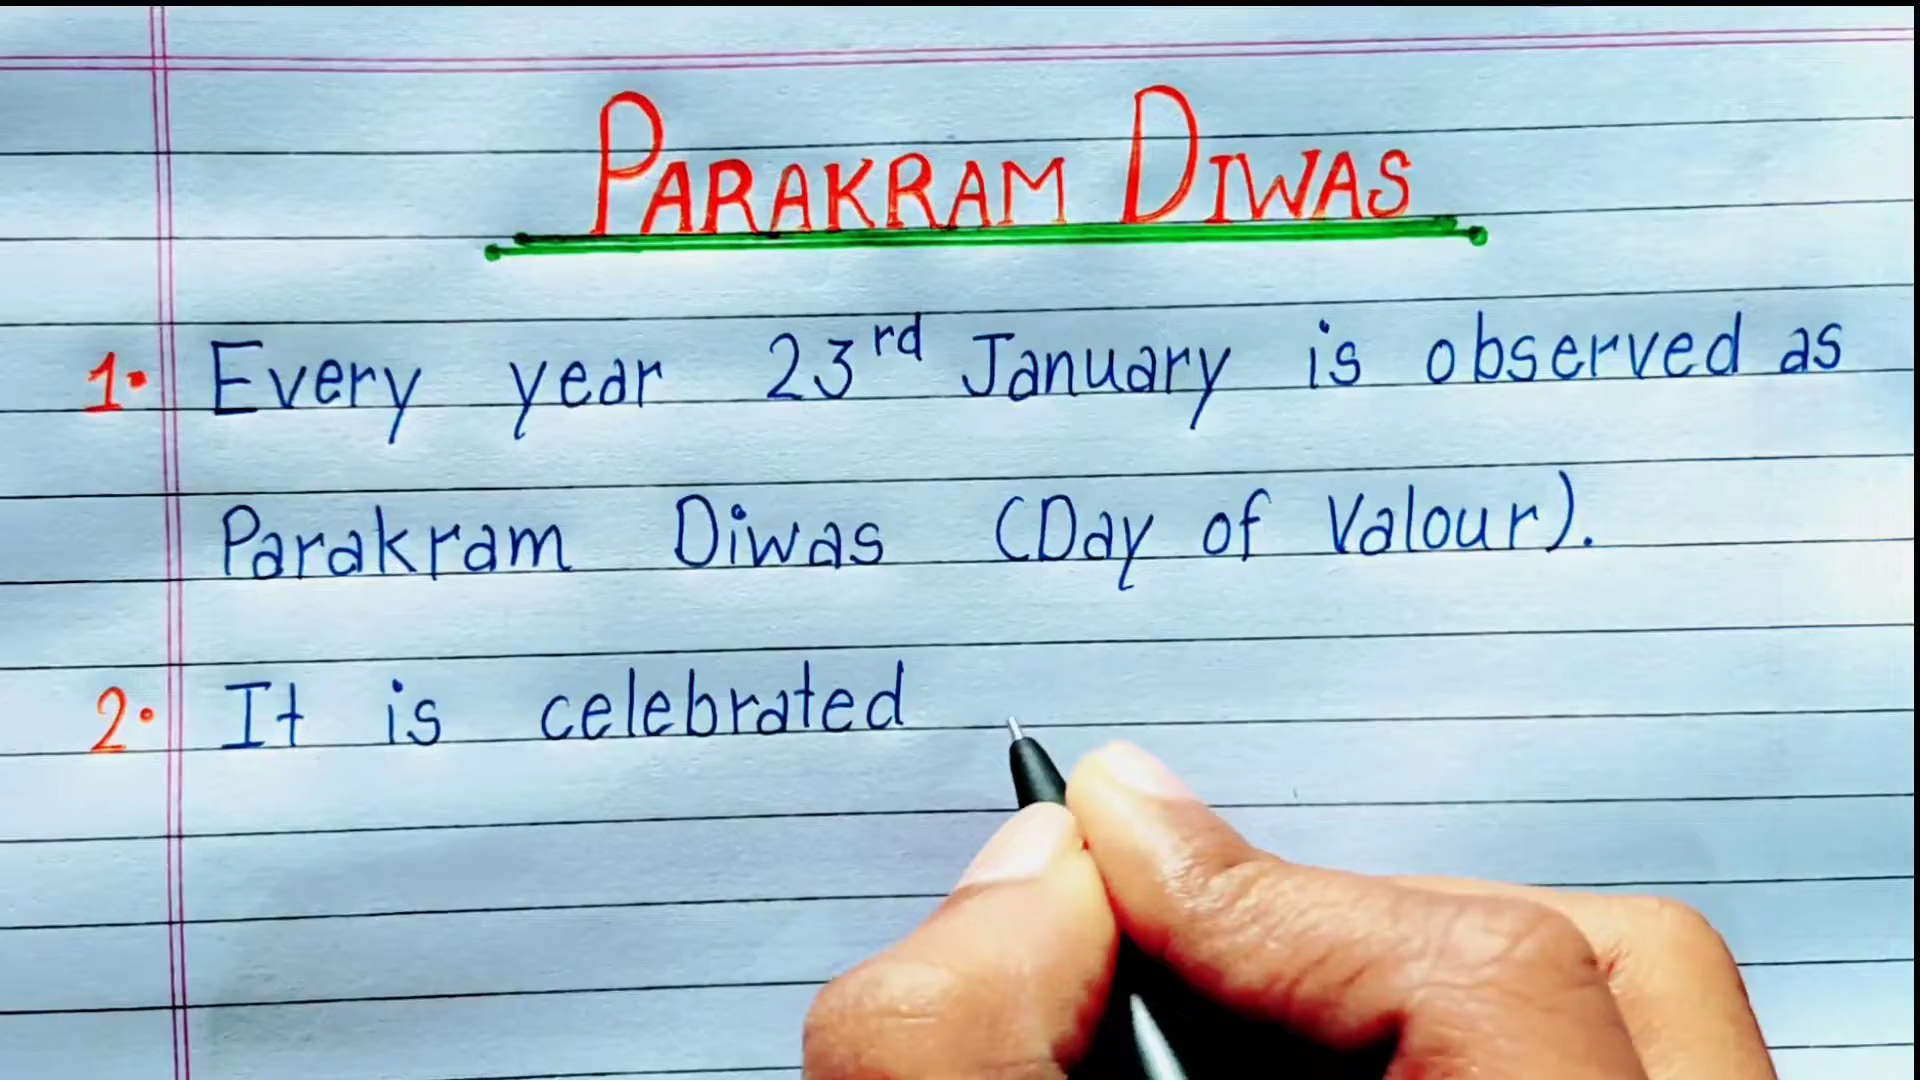 PARAKRAM DIWAS
1. Every year 23rd January is observed as
Parakram Diwas (Day of Valour).
2. It is celebrated